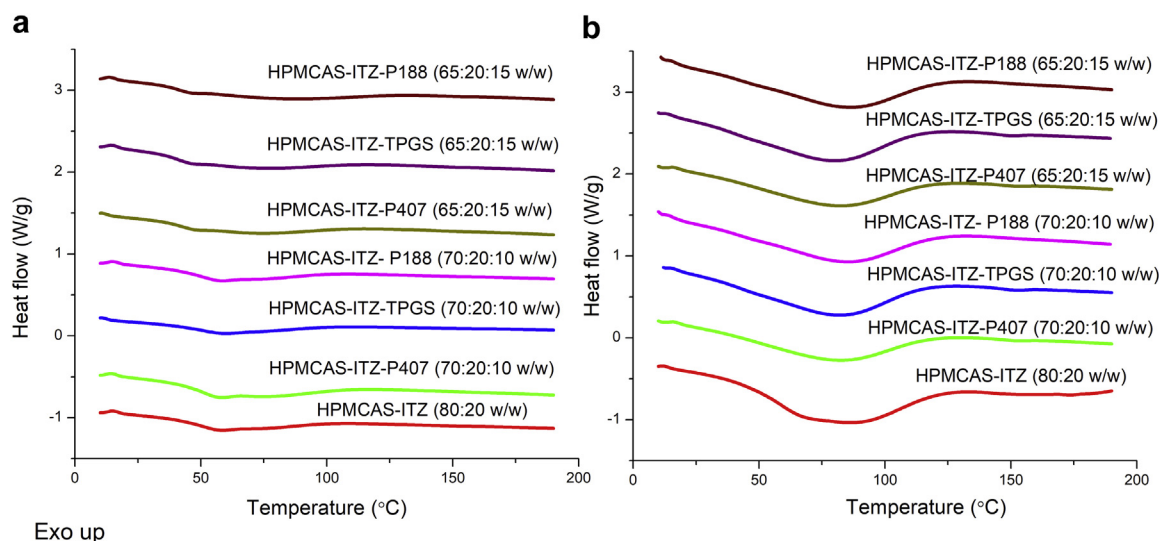 a
HPMCAS-ITZ-P188 (65:20:15 w/w)
HPMCAS-ITZ-TPGS (65:20:15 w/w)
HPMCAS-ITZ-P407 (65:20:15 w/w)
HPMCAS-ITZ- P188 (70:20:10 w/w)
HPMCAS-ITZ-TPGS (70:20:10 w/w)
HPMCAS-ITZ-P407 (70:20:10 w/w)
HPMCAS-ITZ (80:20 w/w)
Heat flow (W/g)
3
2
1
0
-1
0 50 100 150 200
Temperature (°C)
Exo up
b
HPMCAS-ITZ-P188 (65:20:15 w/w)
HPMCAS-ITZ-TPGS (65:20:15 w/w)
HPMCAS-ITZ-P407 (65:20:15 w/w)
HPMCAS-ITZ- P188 (70:20:10 w/w)
HPMCAS-ITZ-TPGS (70:20:10 w/w)
HPMCAS-ITZ-P407 (70:20:10 w/w)
HPMCAS-ITZ (80:20 w/w)
Heat flow (W/g)
3
2
1
0
-1
0 50 100 150 200
Temperature (°C)